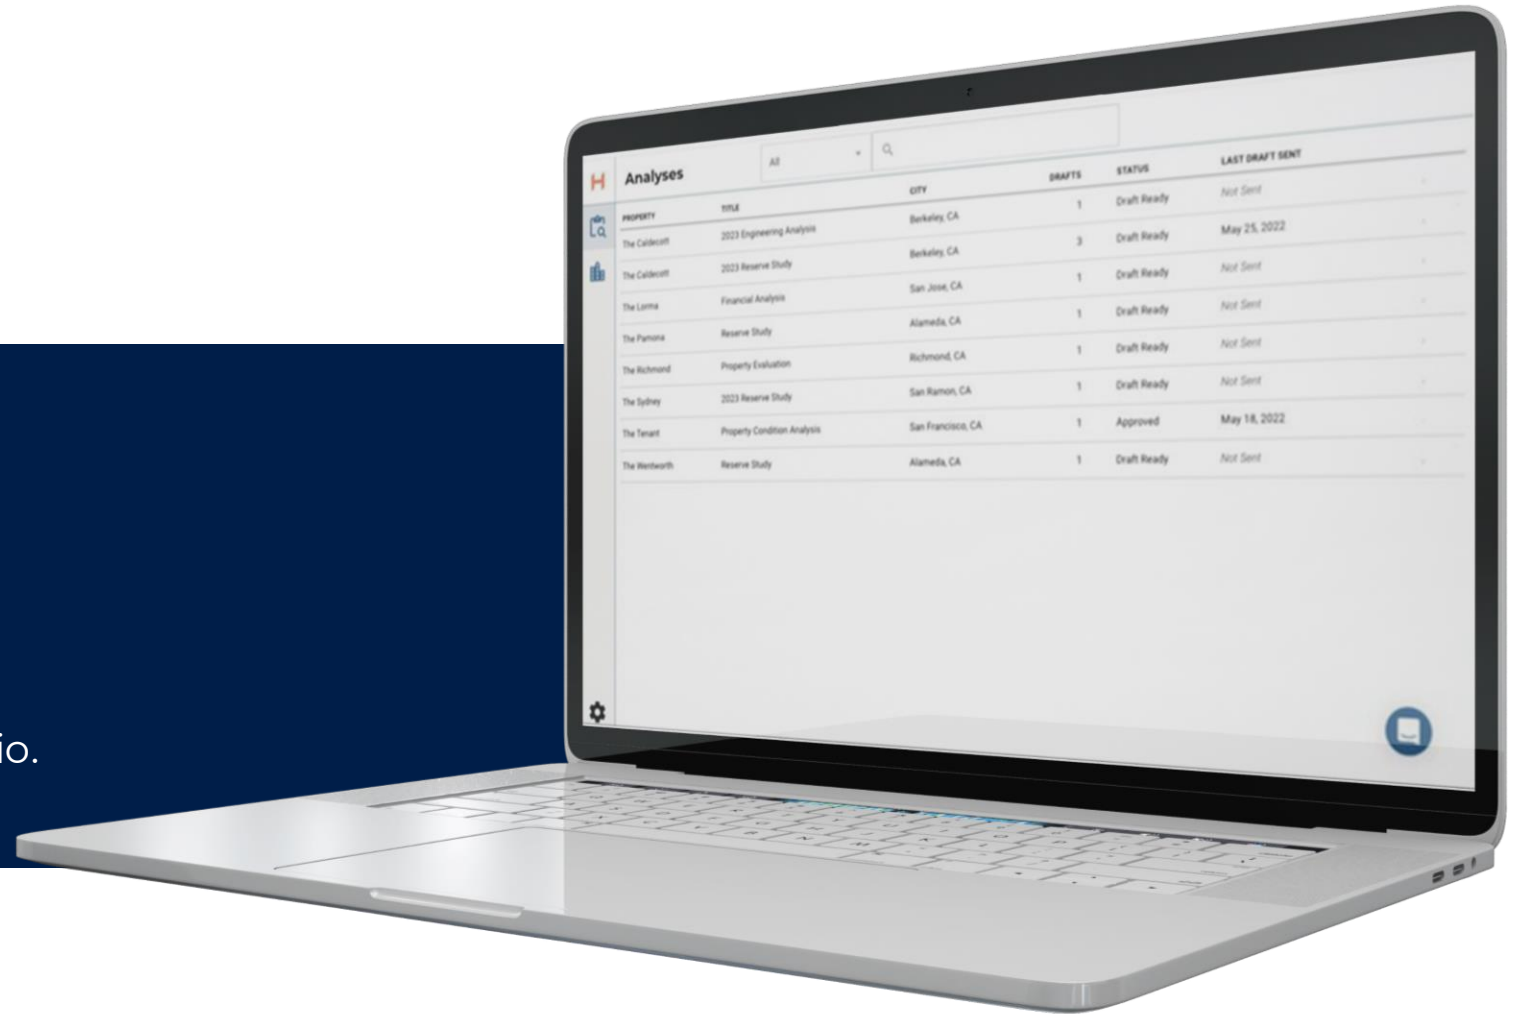 H Analyses All
PROPERTY TITLE CITY DRAFTS STATUS LAST DRAFT SENT
The Caldecott 2023 Engineering Analysis Berkeley, CA 1 Draft Ready Not Sent
The Caldecott 2023 Reserve Study Berkeley, CA 3 Draft Ready May 25, 2022
The Lorma Financial Analysis San Jose, CA 1 Draft Ready Not Sent
The Pamona Reserve Study Alameda, CA 1 Draft Ready Not Sent
The Richmond Property Evaluation Richmond, CA 1 Draft Ready Not Sent
The Sydney 2023 Reserve Study San Ramon, CA 1 Draft Ready Not Sent
The Tenant Property Condition Analysis San Francisco, CA 1 Approved May 18, 2022
The Wentworth Reserve Study Alameda, CA 1 Draft Ready Not Sent
io.